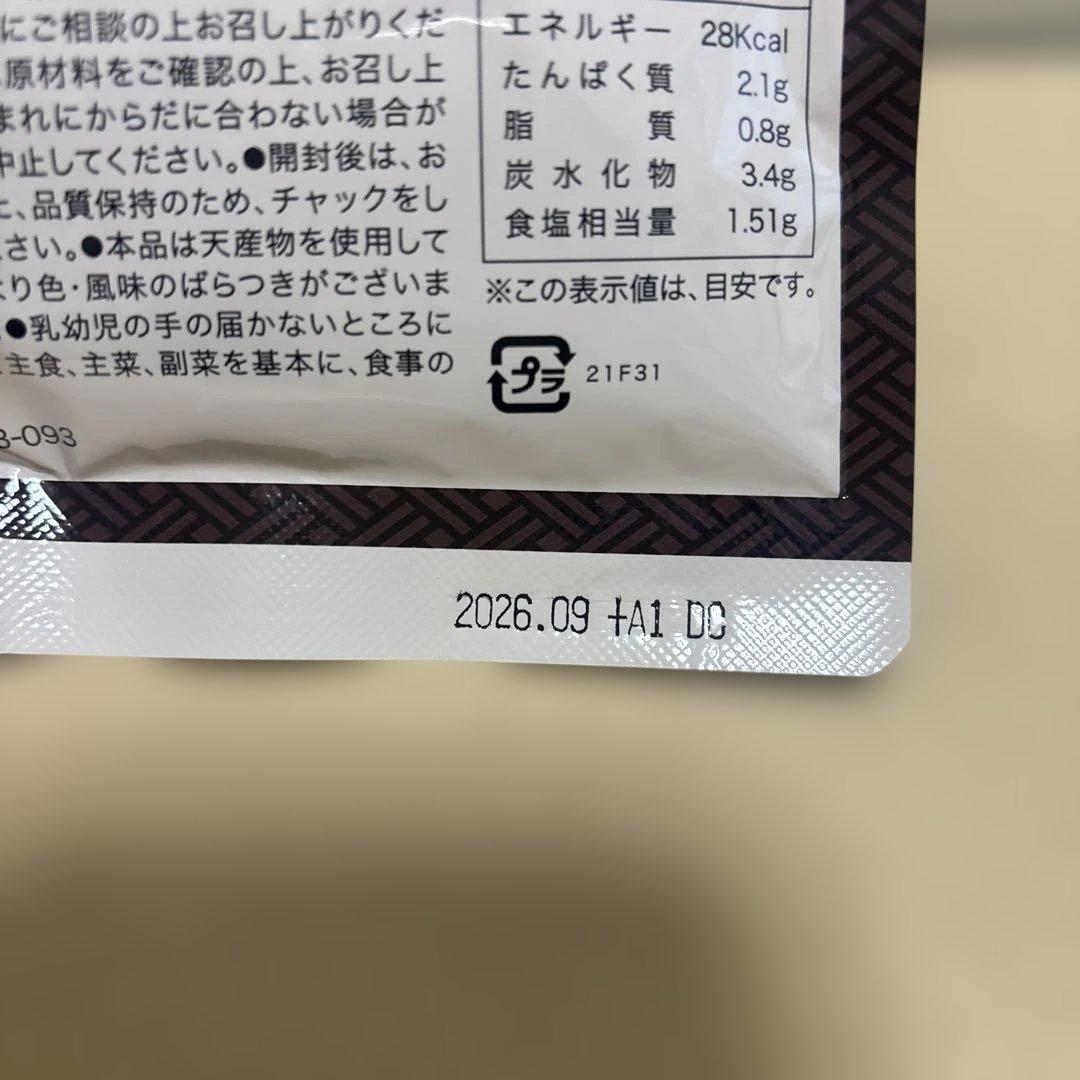 にご相談の上お召し上がりくだ
原材料をご確認の上、お召し上
まれにからだに合わない場合が
中止してください。●開封後は、お
上、品質保持のため、チャックをし
さい。●本品は天産物を使用して
より色・風味のばらつきがございま
●乳幼児の手の届かないところに
主食、主菜、副菜を基本に、食事の
3-093
エネルギー 28Kcal
たんぱく質 2.1g
脂質 0.8g
炭水化物 3.4g
食塩相当量 1.51g
※この表示値は、目安です。
プラ 21F31
2026.09 +A1 DC